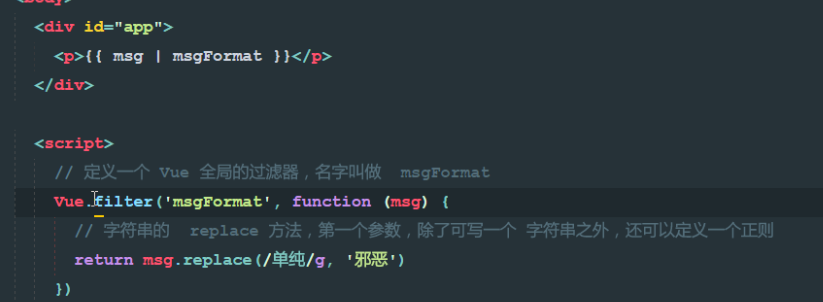 <body>
<div id="app">
<p>{{ msg | msgFormat }}</p>
</div>
<script>
// 定义一个 Vue 全局的过滤器，名字叫做 msgFormat
Vue.filter('msgFormat', function (msg) {
// 字符串的 replace 方法，第一个参数，除了可写一个 字符串之外，还可以定义一个正则
return msg.replace(/单纯/g, '邪恶')
})